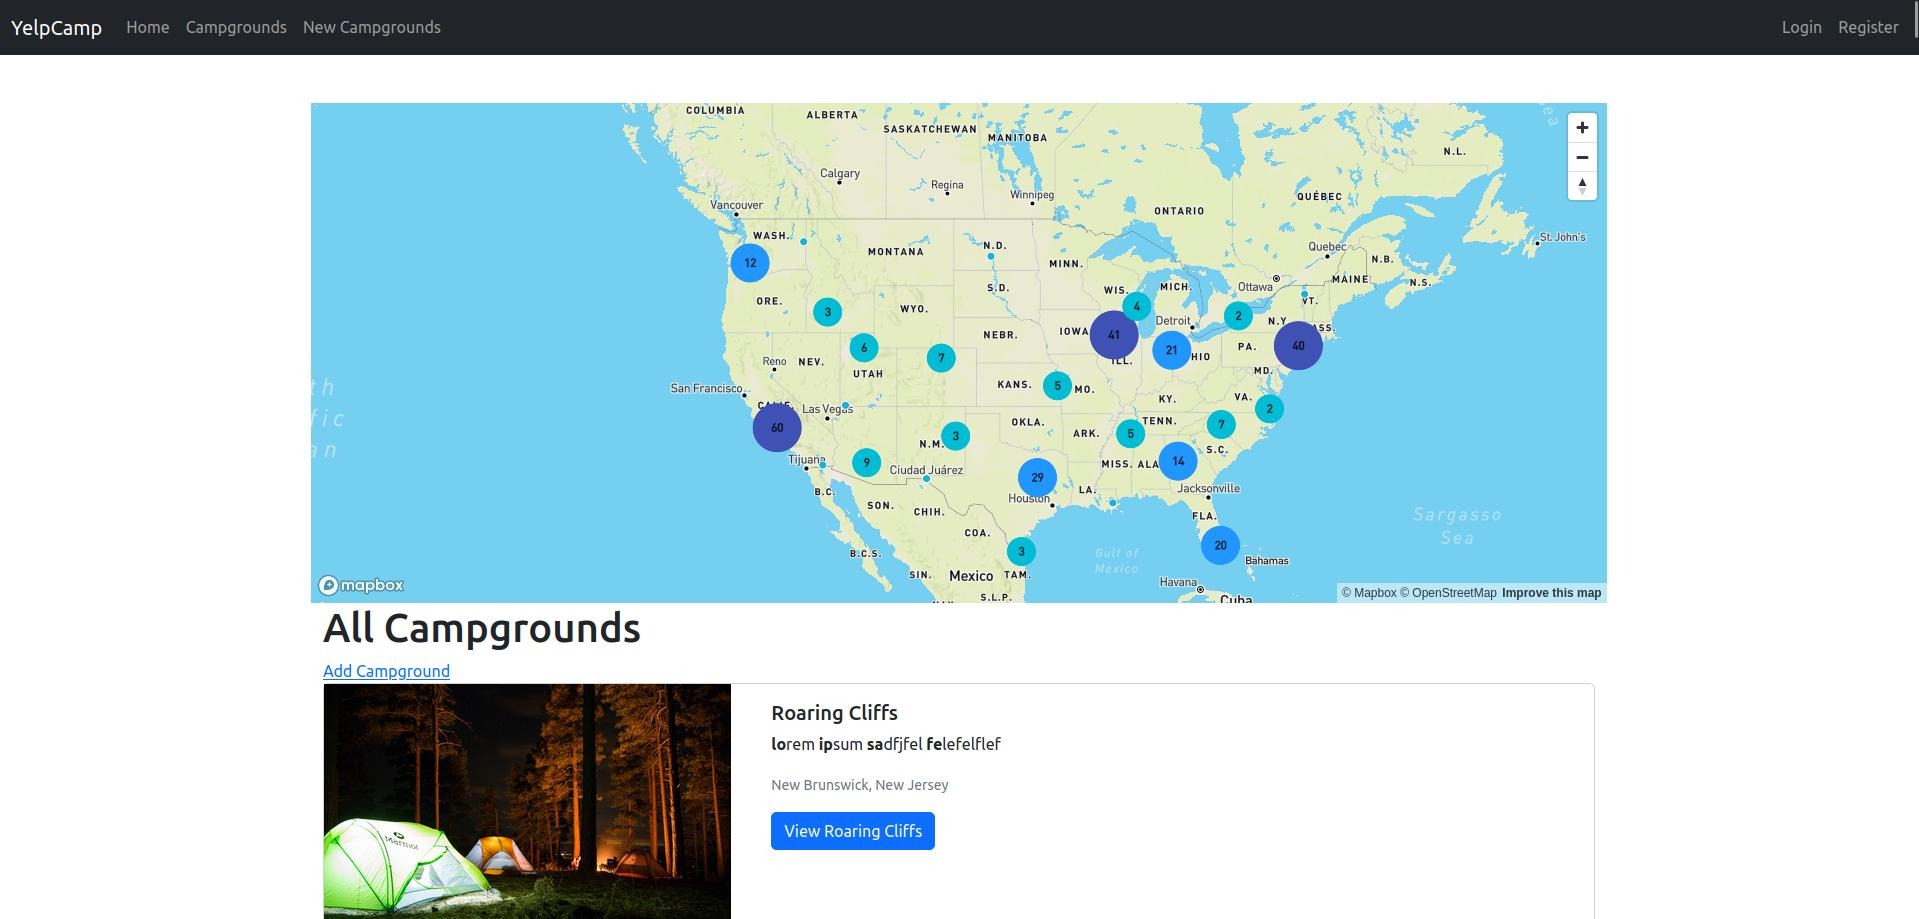 YelpCamp Home Campgrounds New Campgrounds Login Register
COLUMBIA
ALBERTA
SASKATCHEWAN
MANITOBA
N.L.
Calgary
Regina
Winnipeg
QUÉBEC
Vancouver
ONTARIO
WASH.
N.D.
Quebec
St. John's
MONTANA
12
MINN.
N.B.
MAINE
N.S.
Ottawa
S.D.
WIS.
MICH.
ORE.
WYO.
VT.
3
4
2
Detroit
N.Y.
NEBR.
IOWA
41
40
6
7
21
PA.
Reno
NEV.
ILL.
UTAH
MD.
San Francisco
KANS.
5
MO.
VA.
KY.
CALIF.
Las Vegas
2
60
OKLA.
TENN.
7
3
ARK.
5
N.M.
S.C.
Tijuana
9
Ciudad Juárez
MISS.
ALA
14
29
B.C.
LA.
Jacksonville
Houston
SON.
CHIH.
FLA.
Sargasso
Sea
COA.
20
B.C.S.
3
Gulf of
Mexico
Bahamas
SIN.
Mexico
TAM.
Havana
S.L.P.
Cuba
mapbox
© Mapbox © OpenStreetMap Improve this map
All Campgrounds
Add Campground
Marmot
Roaring Cliffs
lorem ipsum sadfjfel felefelflef
New Brunswick, New Jersey
View Roaring Cliffs